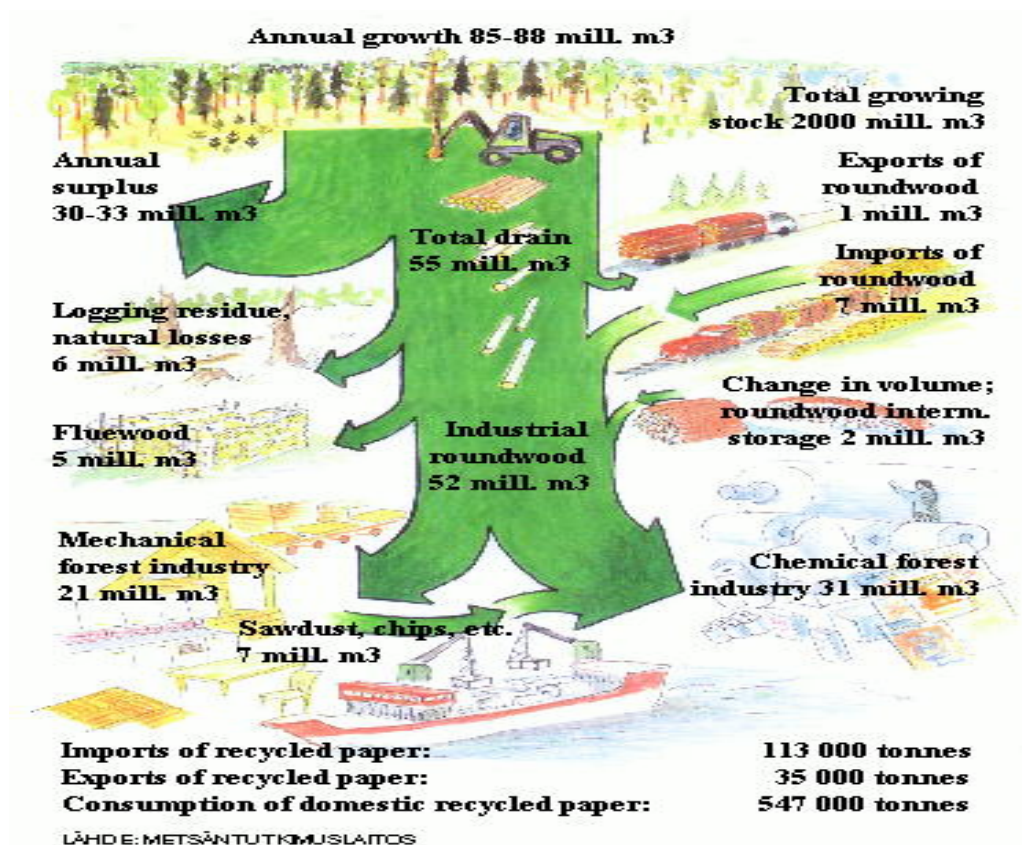 Annual growth 85-88 mill. m3
Total growing
stock 2000 mill. m3
Annual
surplus
30-33 mill. m3
Exports of
roundwood
1 mill. m3
Total drain
55 mill. m3
Imports of
roundwood
7 mill. m3
Logging residue,
natural losses
6 mill. m3
Change in volume;
roundwood interm.
storage 2 mill. m3
Fluewood
5 mill. m3
Industrial
roundwood
52 mill. m3
Mechanical
forest industry
21 mill. m3
Chemical forest
industry 31 mill. m3
Sawdust, chips, etc.
7 mill. m3
Imports of recycled paper: 113 000 tonnes
Exports of recycled paper: 35 000 tonnes
Consumption of domestic recycled paper: 547 000 tonnes
LÄHDE: METSÄNTUTKIMUSLAITOS